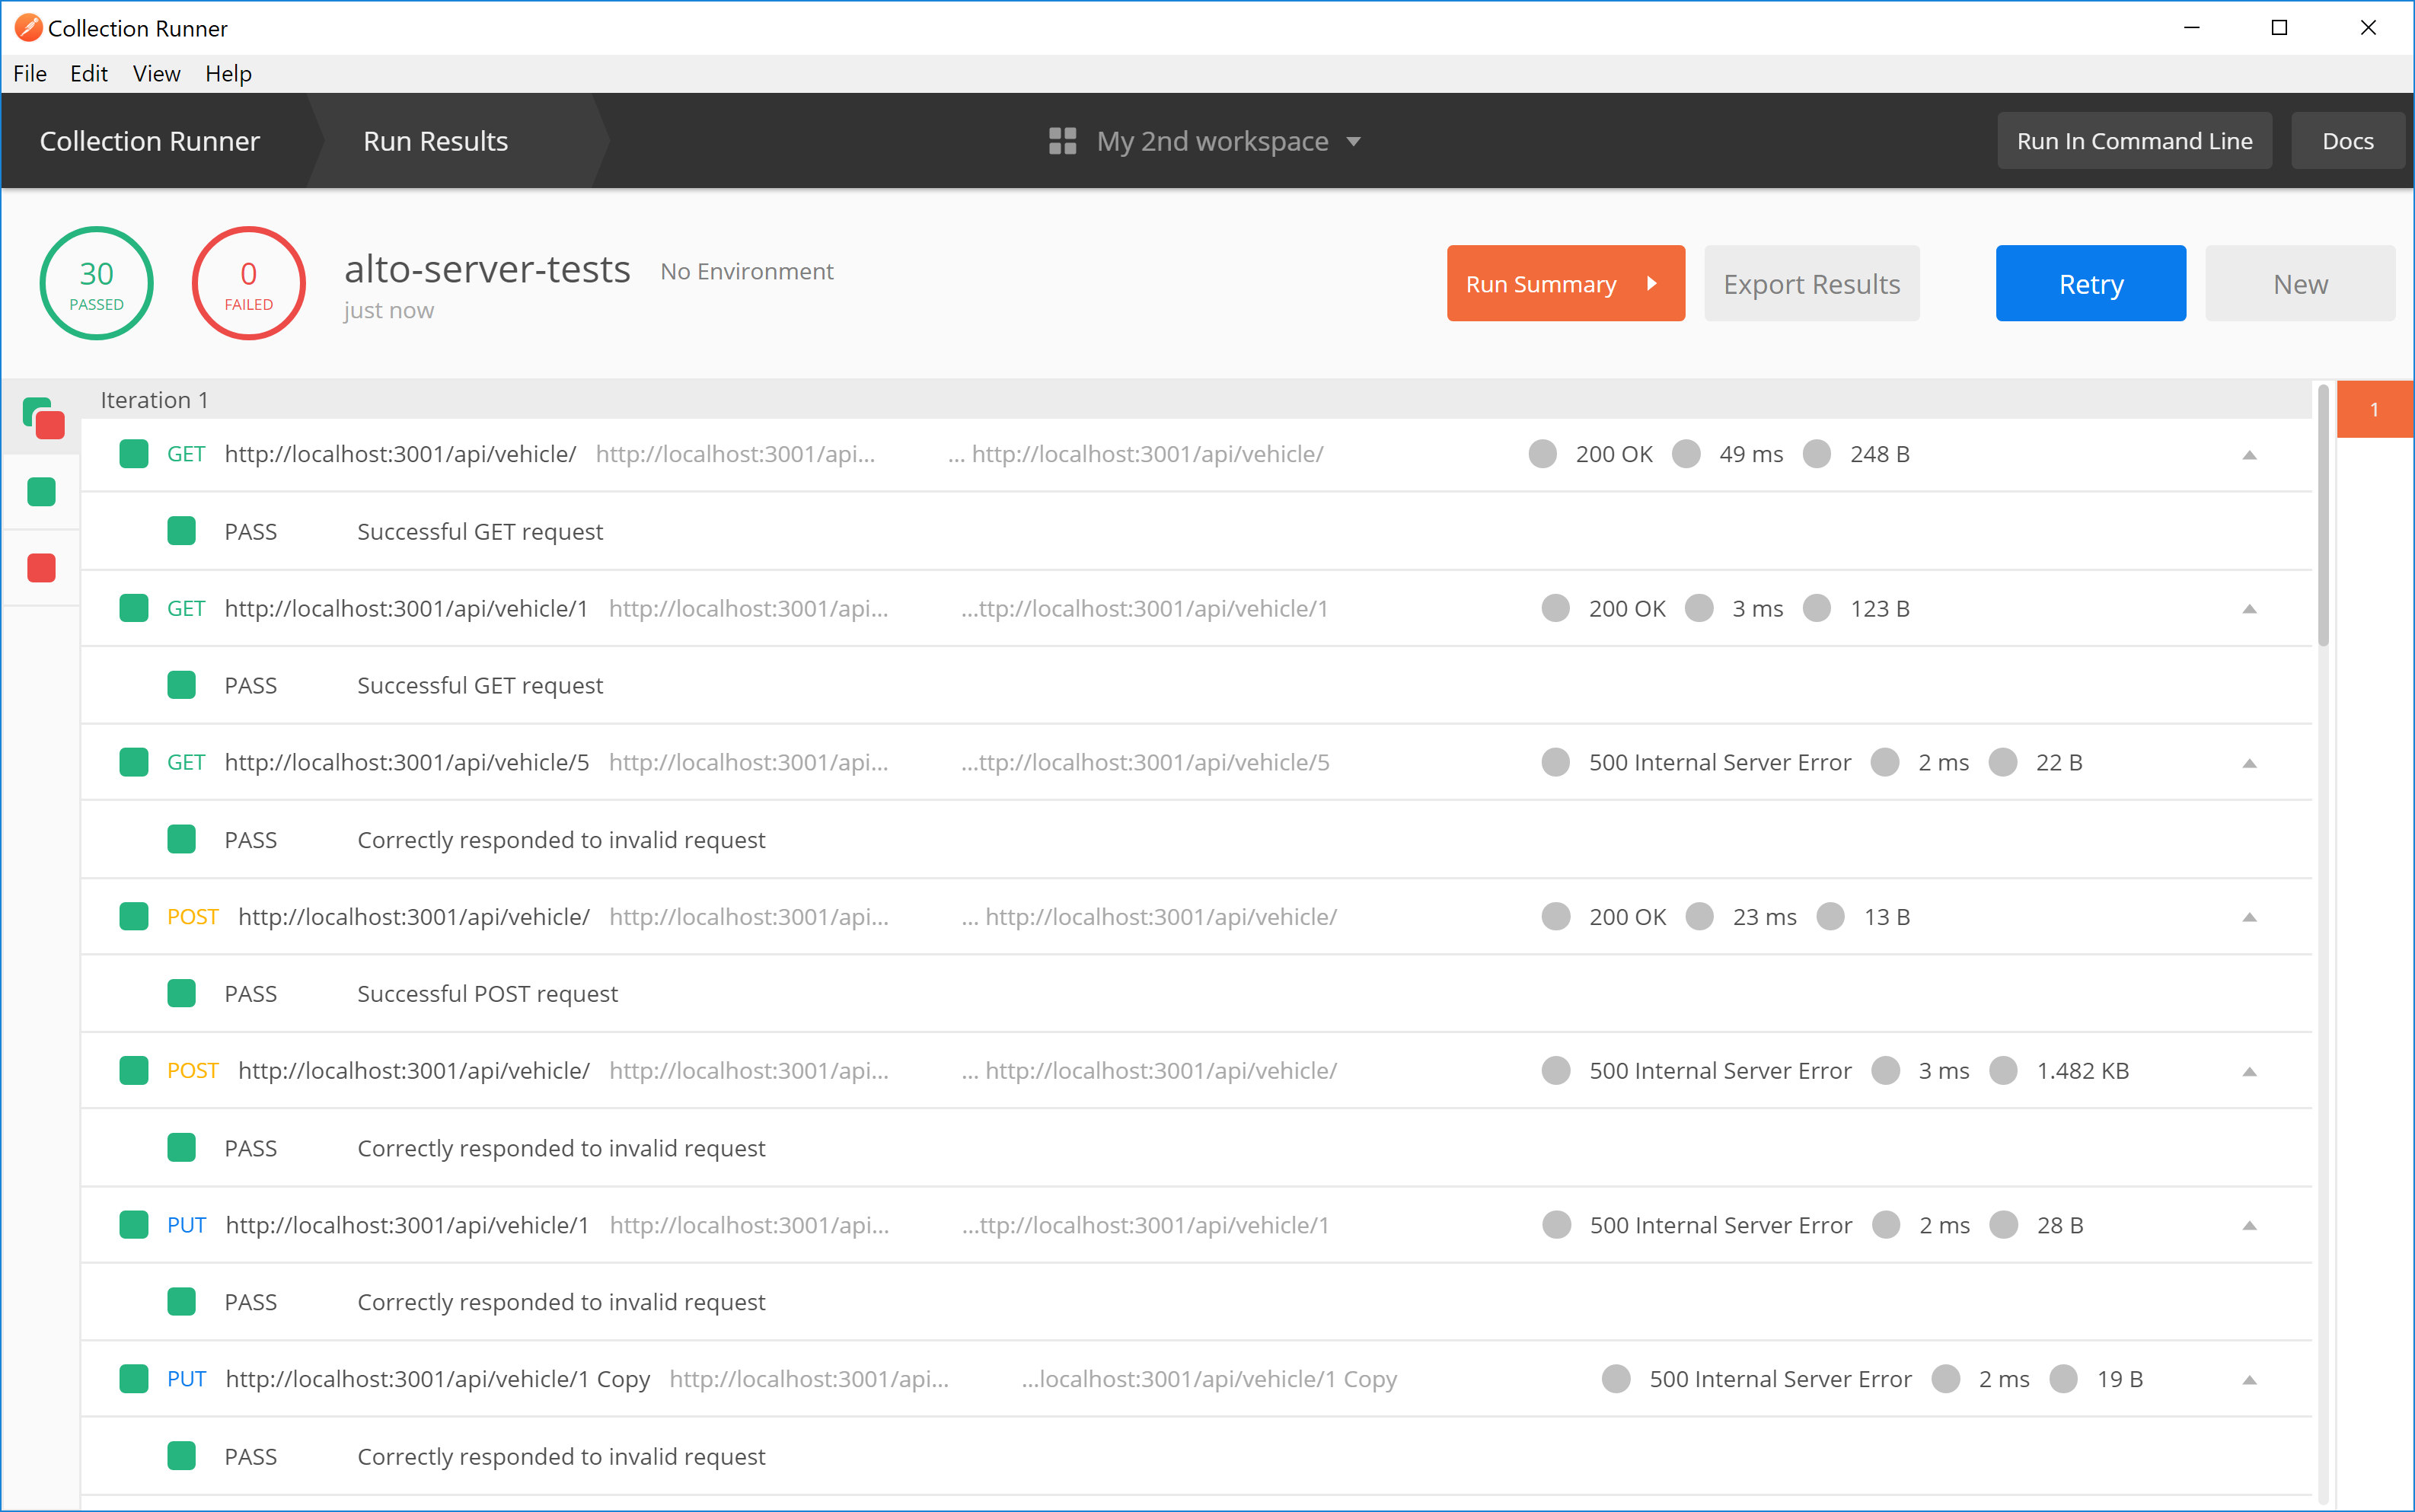 Collection Runner
File Edit View Help
Collection Runner Run Results My 2nd workspace Run In Command Line Docs
30 PASSED 0 FAILED alto-server-tests No Environment Run Summary Export Results Retry New
just now
Iteration 1 1
GET http://localhost:3001/api/vehicle/ http://localhost:3001/api... ... http://localhost:3001/api/vehicle/ 200 OK 49 ms 248 B
PASS Successful GET request
GET http://localhost:3001/api/vehicle/1 http://localhost:3001/api... ...ttp://localhost:3001/api/vehicle/1 200 OK 3 ms 123 B
PASS Successful GET request
GET http://localhost:3001/api/vehicle/5 http://localhost:3001/api... ...ttp://localhost:3001/api/vehicle/5 500 Internal Server Error 2 ms 22 B
PASS Correctly responded to invalid request
POST http://localhost:3001/api/vehicle/ http://localhost:3001/api... ... http://localhost:3001/api/vehicle/ 200 OK 23 ms 13 B
PASS Successful POST request
POST http://localhost:3001/api/vehicle/ http://localhost:3001/api... ... http://localhost:3001/api/vehicle/ 500 Internal Server Error 3 ms 1.482 KB
PASS Correctly responded to invalid request
PUT http://localhost:3001/api/vehicle/1 http://localhost:3001/api... ...ttp://localhost:3001/api/vehicle/1 500 Internal Server Error 2 ms 28 B
PASS Correctly responded to invalid request
PUT http://localhost:3001/api/vehicle/1 Copy http://localhost:3001/api... ...localhost:3001/api/vehicle/1 Copy 500 Internal Server Error 2 ms 19 B
PASS Correctly responded to invalid request